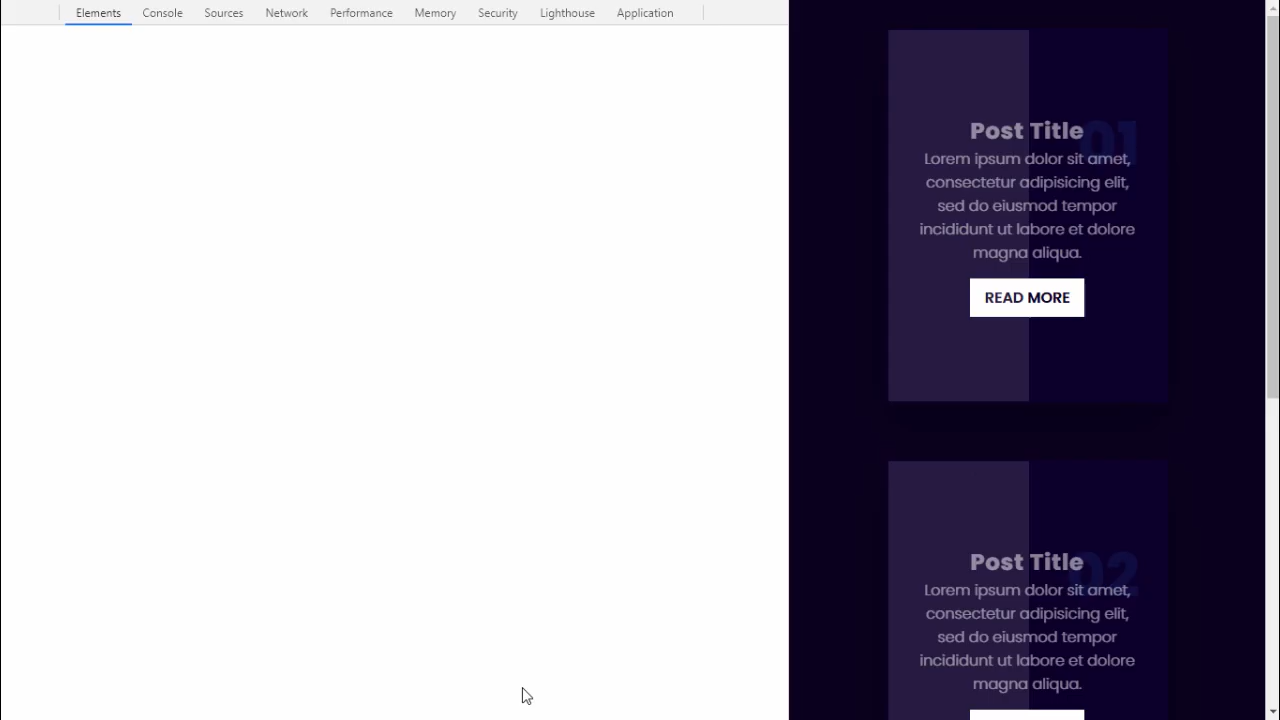 Elements Console Sources Network Performance Memory Security Lighthouse Application
01
Post Title
Lorem ipsum dolor sit amet,
consectetur adipisicing elit,
sed do eiusmod tempor
incididunt ut labore et dolore
magna aliqua.
READ MORE
02
Post Title
Lorem ipsum dolor sit amet,
consectetur adipisicing elit,
sed do eiusmod tempor
incididunt ut labore et dolore
magna aliqua.